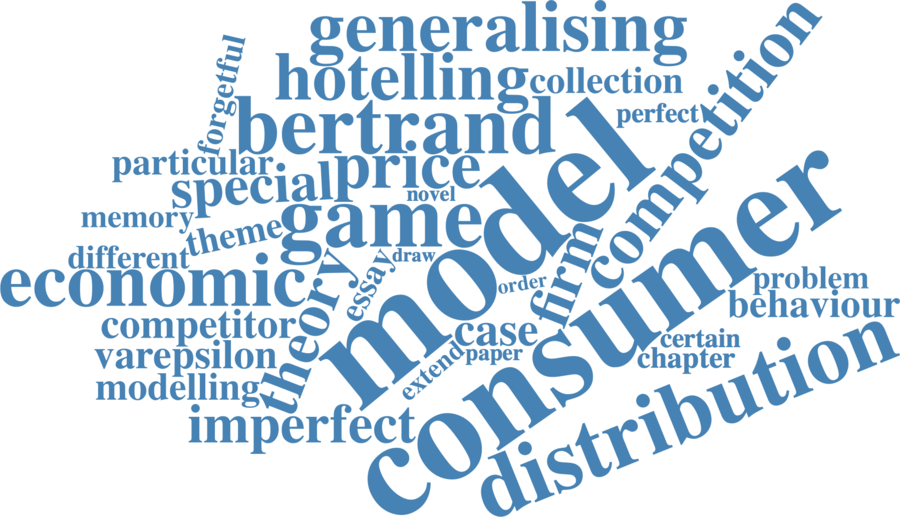 generalising
hotelling
collection
competition
forgetful
bertrand
perfect
particular
price
special
model
novel
memory
game
consumer
theme
different
draw
economic
essay
order
firm
problem
theory
behaviour
competitor
case
certain
varepsilon
paper
chapter
modelling
extend
imperfect
distribution